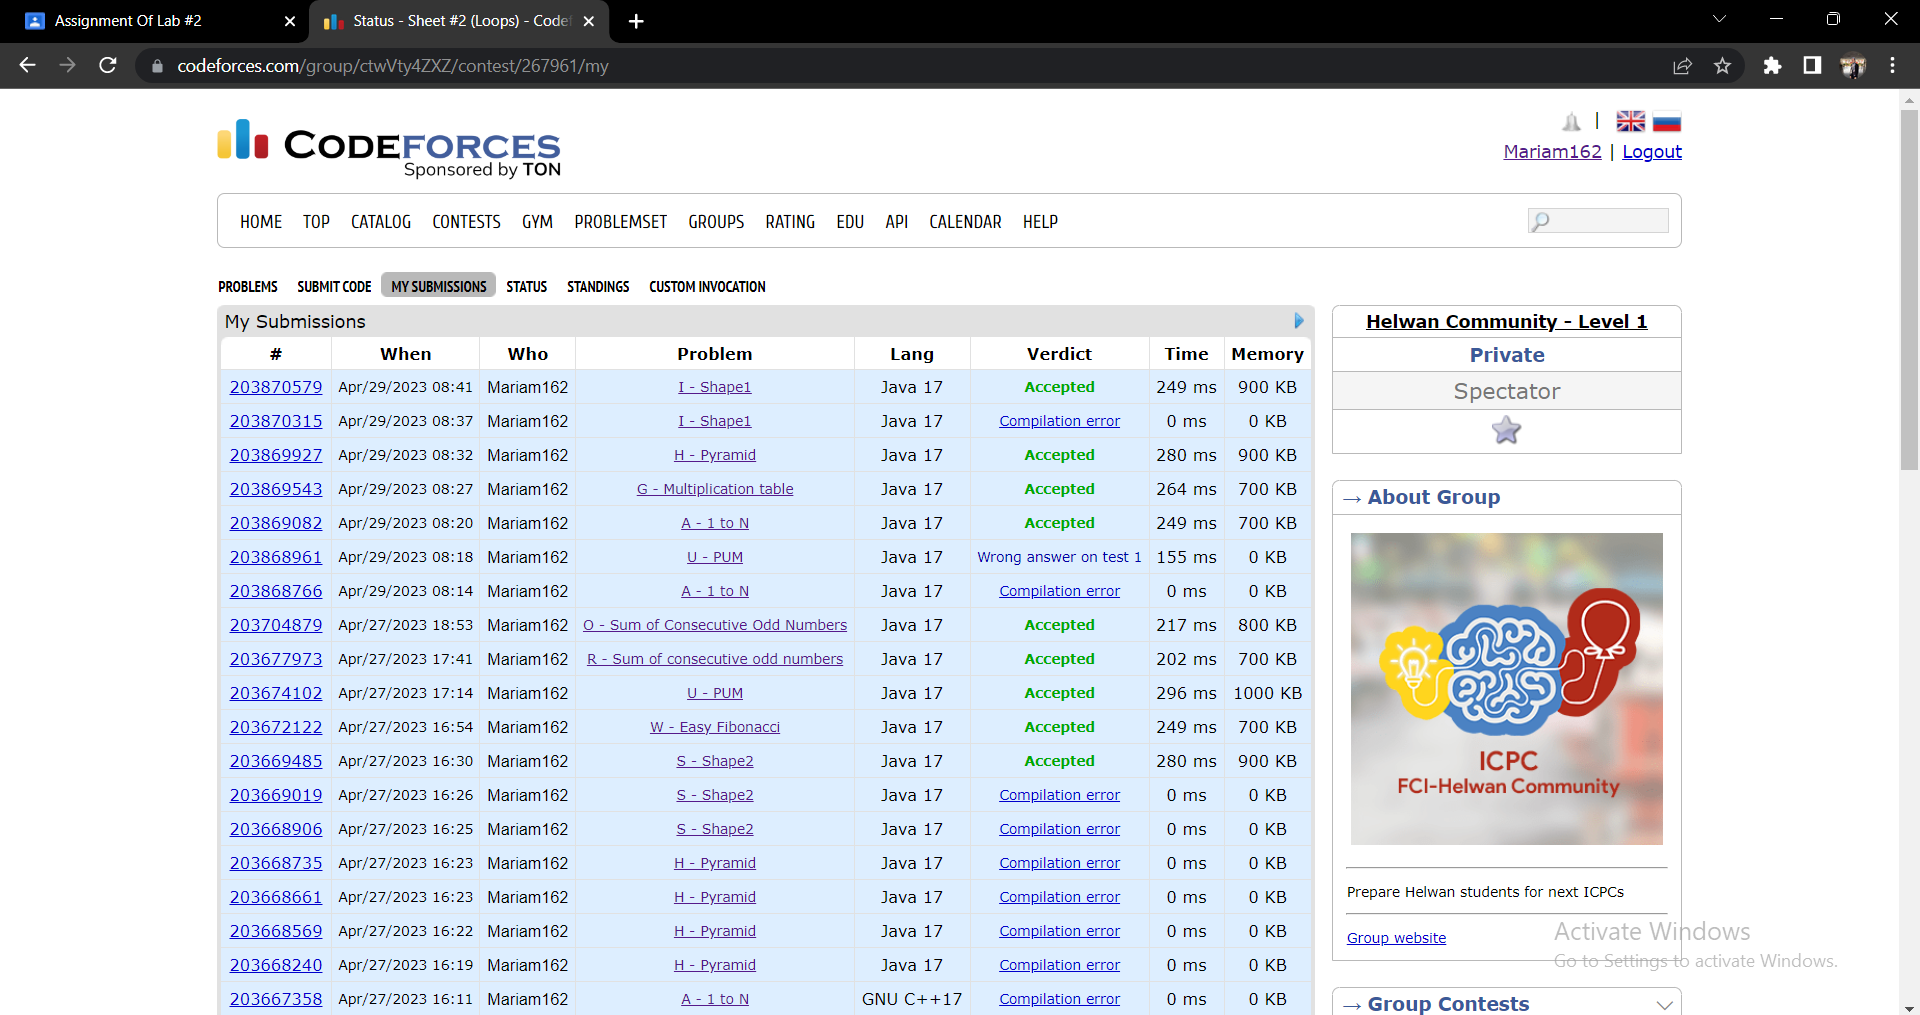 Assignment Of Lab #2
Status - Sheet #2 (Loops) - Codef
codeforces.com/group/ctwVty4ZXZ/contest/267961/my
CODEFORCES
Sponsored by TON
Mariam162 | Logout
HOME TOP CATALOG CONTESTS GYM PROBLEMSET GROUPS RATING EDU API CALENDAR HELP
PROBLEMS SUBMIT CODE MY SUBMISSIONS STATUS STANDINGS CUSTOM INVOCATION
My Submissions
# When Who Problem Lang Verdict Time Memory
203870579 Apr/29/2023 08:41 Mariam162 I - Shape1 Java 17 Accepted 249 ms 900 KB
203870315 Apr/29/2023 08:37 Mariam162 I - Shape1 Java 17 Compilation error 0 ms 0 KB
203869927 Apr/29/2023 08:32 Mariam162 H - Pyramid Java 17 Accepted 280 ms 900 KB
203869543 Apr/29/2023 08:27 Mariam162 G - Multiplication table Java 17 Accepted 264 ms 700 KB
203869082 Apr/29/2023 08:20 Mariam162 A - 1 to N Java 17 Accepted 249 ms 700 KB
203868961 Apr/29/2023 08:18 Mariam162 U - PUM Java 17 Wrong answer on test 1 155 ms 0 KB
203868766 Apr/29/2023 08:14 Mariam162 A - 1 to N Java 17 Compilation error 0 ms 0 KB
203704879 Apr/27/2023 18:53 Mariam162 O - Sum of Consecutive Odd Numbers Java 17 Accepted 217 ms 800 KB
203677973 Apr/27/2023 17:41 Mariam162 R - Sum of consecutive odd numbers Java 17 Accepted 202 ms 700 KB
203674102 Apr/27/2023 17:14 Mariam162 U - PUM Java 17 Accepted 296 ms 1000 KB
203672122 Apr/27/2023 16:54 Mariam162 W - Easy Fibonacci Java 17 Accepted 249 ms 700 KB
203669485 Apr/27/2023 16:30 Mariam162 S - Shape2 Java 17 Accepted 280 ms 900 KB
203669019 Apr/27/2023 16:26 Mariam162 S - Shape2 Java 17 Compilation error 0 ms 0 KB
203668906 Apr/27/2023 16:25 Mariam162 S - Shape2 Java 17 Compilation error 0 ms 0 KB
203668735 Apr/27/2023 16:23 Mariam162 H - Pyramid Java 17 Compilation error 0 ms 0 KB
203668661 Apr/27/2023 16:23 Mariam162 H - Pyramid Java 17 Compilation error 0 ms 0 KB
203668569 Apr/27/2023 16:22 Mariam162 H - Pyramid Java 17 Compilation error 0 ms 0 KB
203668240 Apr/27/2023 16:19 Mariam162 H - Pyramid Java 17 Compilation error 0 ms 0 KB
203667358 Apr/27/2023 16:11 Mariam162 A - 1 to N GNU C++17 Compilation error 0 ms 0 KB
Helwan Community - Level 1
Private
Spectator
→ About Group
ICPC
FCI-Helwan Community
Prepare Helwan students for next ICPCs
Group website
→ Group Contests
Activate Windows
Go to Settings to activate Windows.